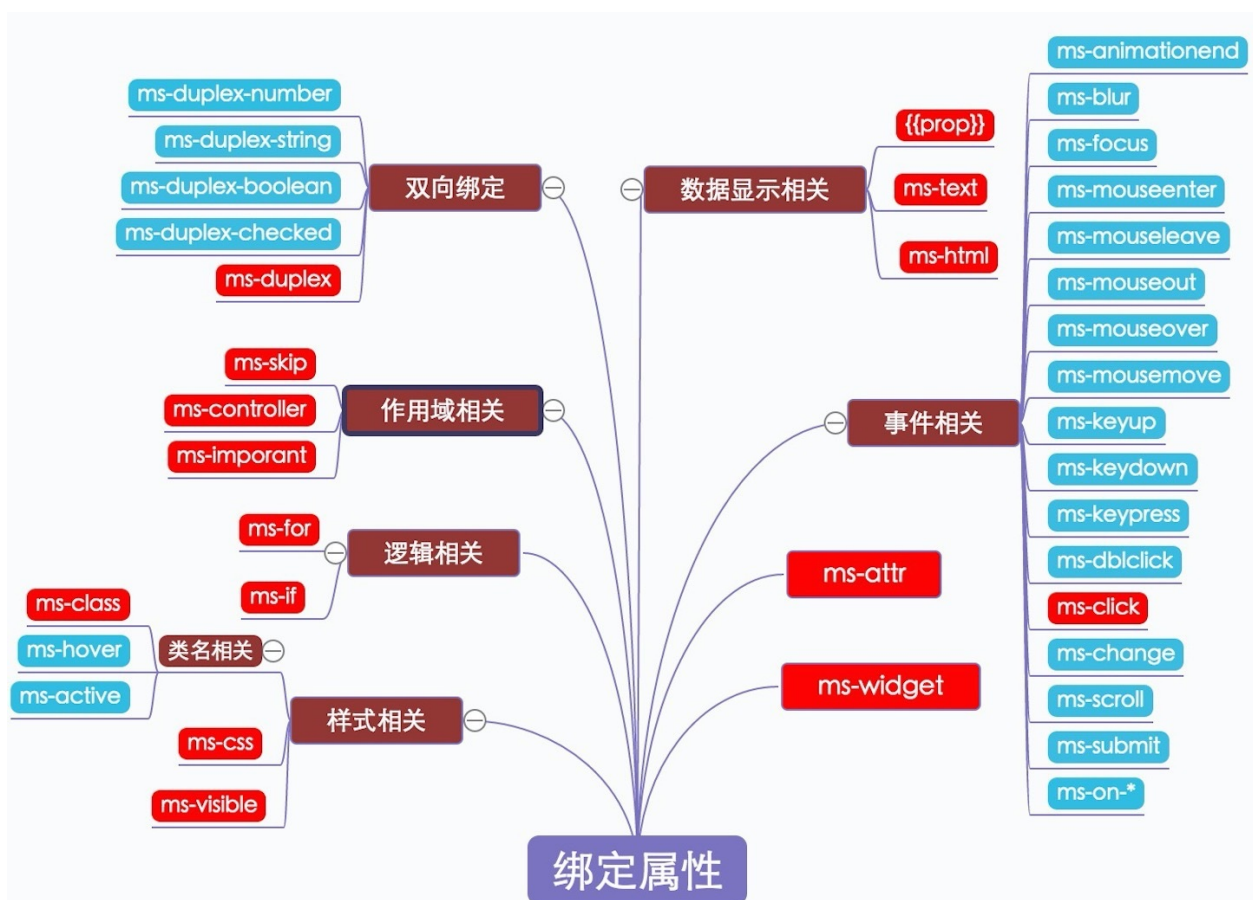 双向绑定
ms-duplex-number
ms-duplex-string
ms-duplex-boolean
ms-duplex-checked
ms-duplex
作用域相关
ms-skip
ms-controller
ms-imporant
逻辑相关
ms-for
ms-if
样式相关
类名相关
ms-class
ms-hover
ms-active
ms-css
ms-visible
数据显示相关
{{prop}}
ms-text
ms-html
事件相关
ms-animationend
ms-blur
ms-focus
ms-mouseenter
ms-mouseleave
ms-mouseout
ms-mouseover
ms-mousemove
ms-keyup
ms-keydown
ms-keypress
ms-dblclick
ms-click
ms-change
ms-scroll
ms-submit
ms-on-*
ms-attr
ms-widget
绑定属性